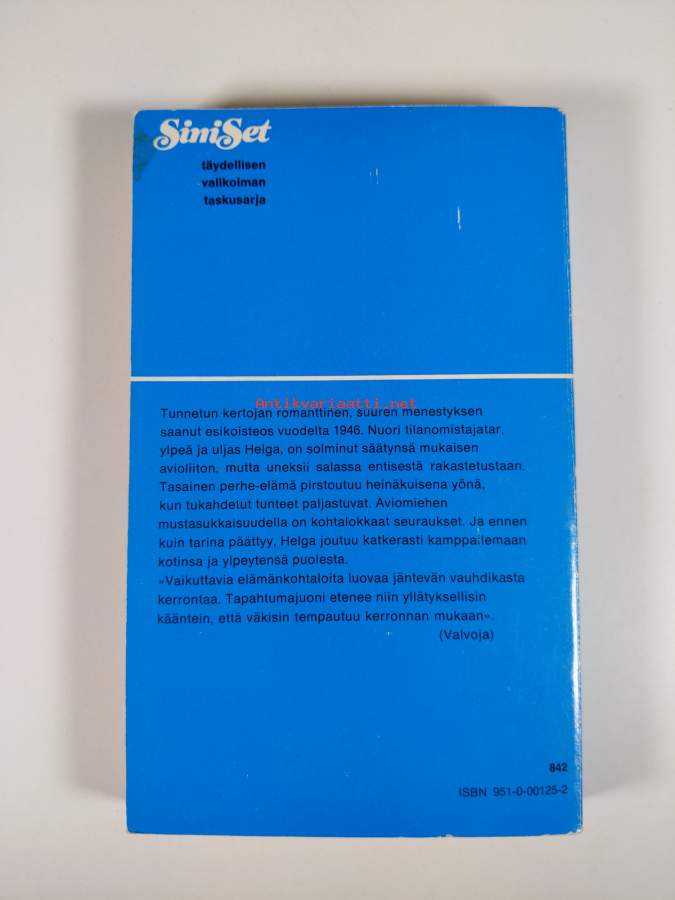 SiniSet
täydellisen
valikoiman
taskusarja
Antikvariaatti.net
Tunnetun kertojan romanttinen, suuren menestyksen
saanut esikoisteos vuodelta 1946. Nuori tilanomistajatar,
ylpeä ja uljas Helga, on solminut säätynsä mukaisen
avioliiton, mutta uneksii salassa entisestä rakastetustaan.
Tasainen perhe-elämä pirstoutuu heinäkuisena yönä,
kun tukahdetut tunteet paljastuvat. Aviomiehen
mustasukkaisuudella on kohtalokkaat seuraukset. Ja ennen
kuin tarina päättyy, Helga joutuu katkerasti kamppailemaan
kotinsa ja ylpeytensä puolesta.
»Vaikuttavia elämänkohtaloita luovaa jäntevän vauhdikasta
kerrontaa. Tapahtumajuoni etenee niin yllätyksellisin
kääntein, että väkisin tempautuu kerronnan mukaan».
(Valvoja)
842
ISBN 951-0-00125-2